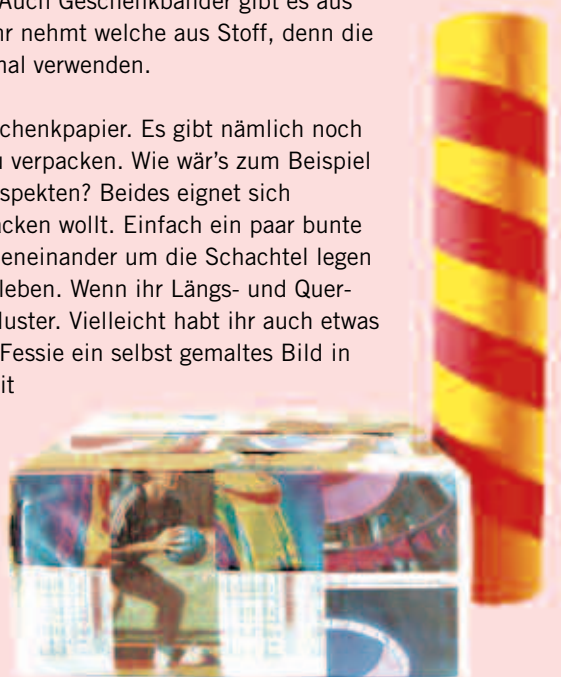 Auch Geschenkbänder gibt es aus
hr nehmt welche aus Stoff, denn die
mal verwenden.
chenkpapier. Es gibt nämlich noch
u verpacken. Wie wär's zum Beispiel
spekten? Beides eignet sich
acken wollt. Einfach ein paar bunte
eneinander um die Schachtel legen
leben. Wenn ihr Längs- und Quer-
luster. Vielleicht habt ihr auch etwas
Fessie ein selbst gemaltes Bild in
it